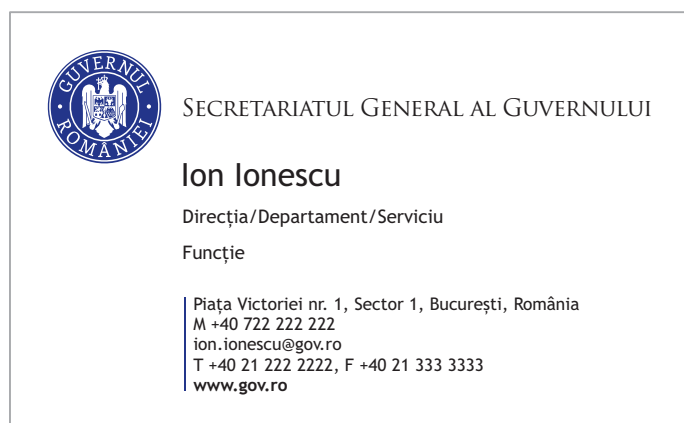 GUVERNUL ROMÂNIEI
SECRETARIATUL GENERAL AL GUVERNULUI
Ion Ionescu
Direcția/Departament/Serviciu
Funcție
Piața Victoriei nr. 1, Sector 1, București, România
M +40 722 222 222
ion.ionescu@gov.ro
T +40 21 222 2222, F +40 21 333 3333
www.gov.ro